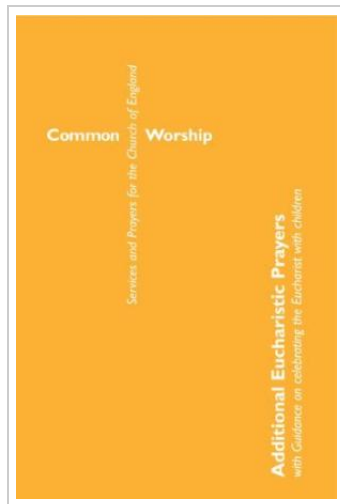 Common Worship
Services and Prayers for the Church of England
Additional Eucharistic Prayers
with Guidance on celebrating the Eucharist with children